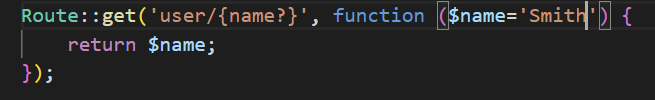 Route::get('user/{name?}', function ($name='Smith') {
    return $name;
});